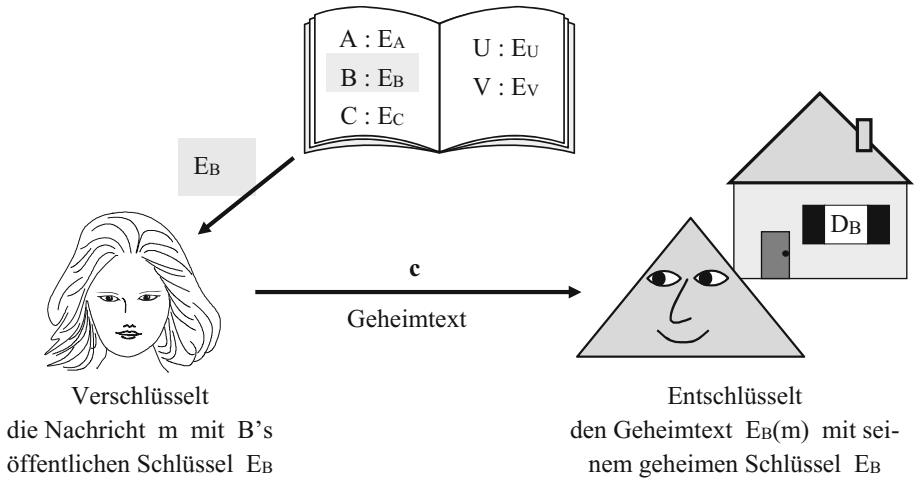 A : EA
B : EB
C : EC
U : EU
V : EV
EB
DB
c
Geheimtext
Verschlüsselt
die Nachricht m mit B's
öffentlichen Schlüssel EB
Entschlüsselt
den Geheimtext EB(m) mit sei-
nem geheimen Schlüssel EB